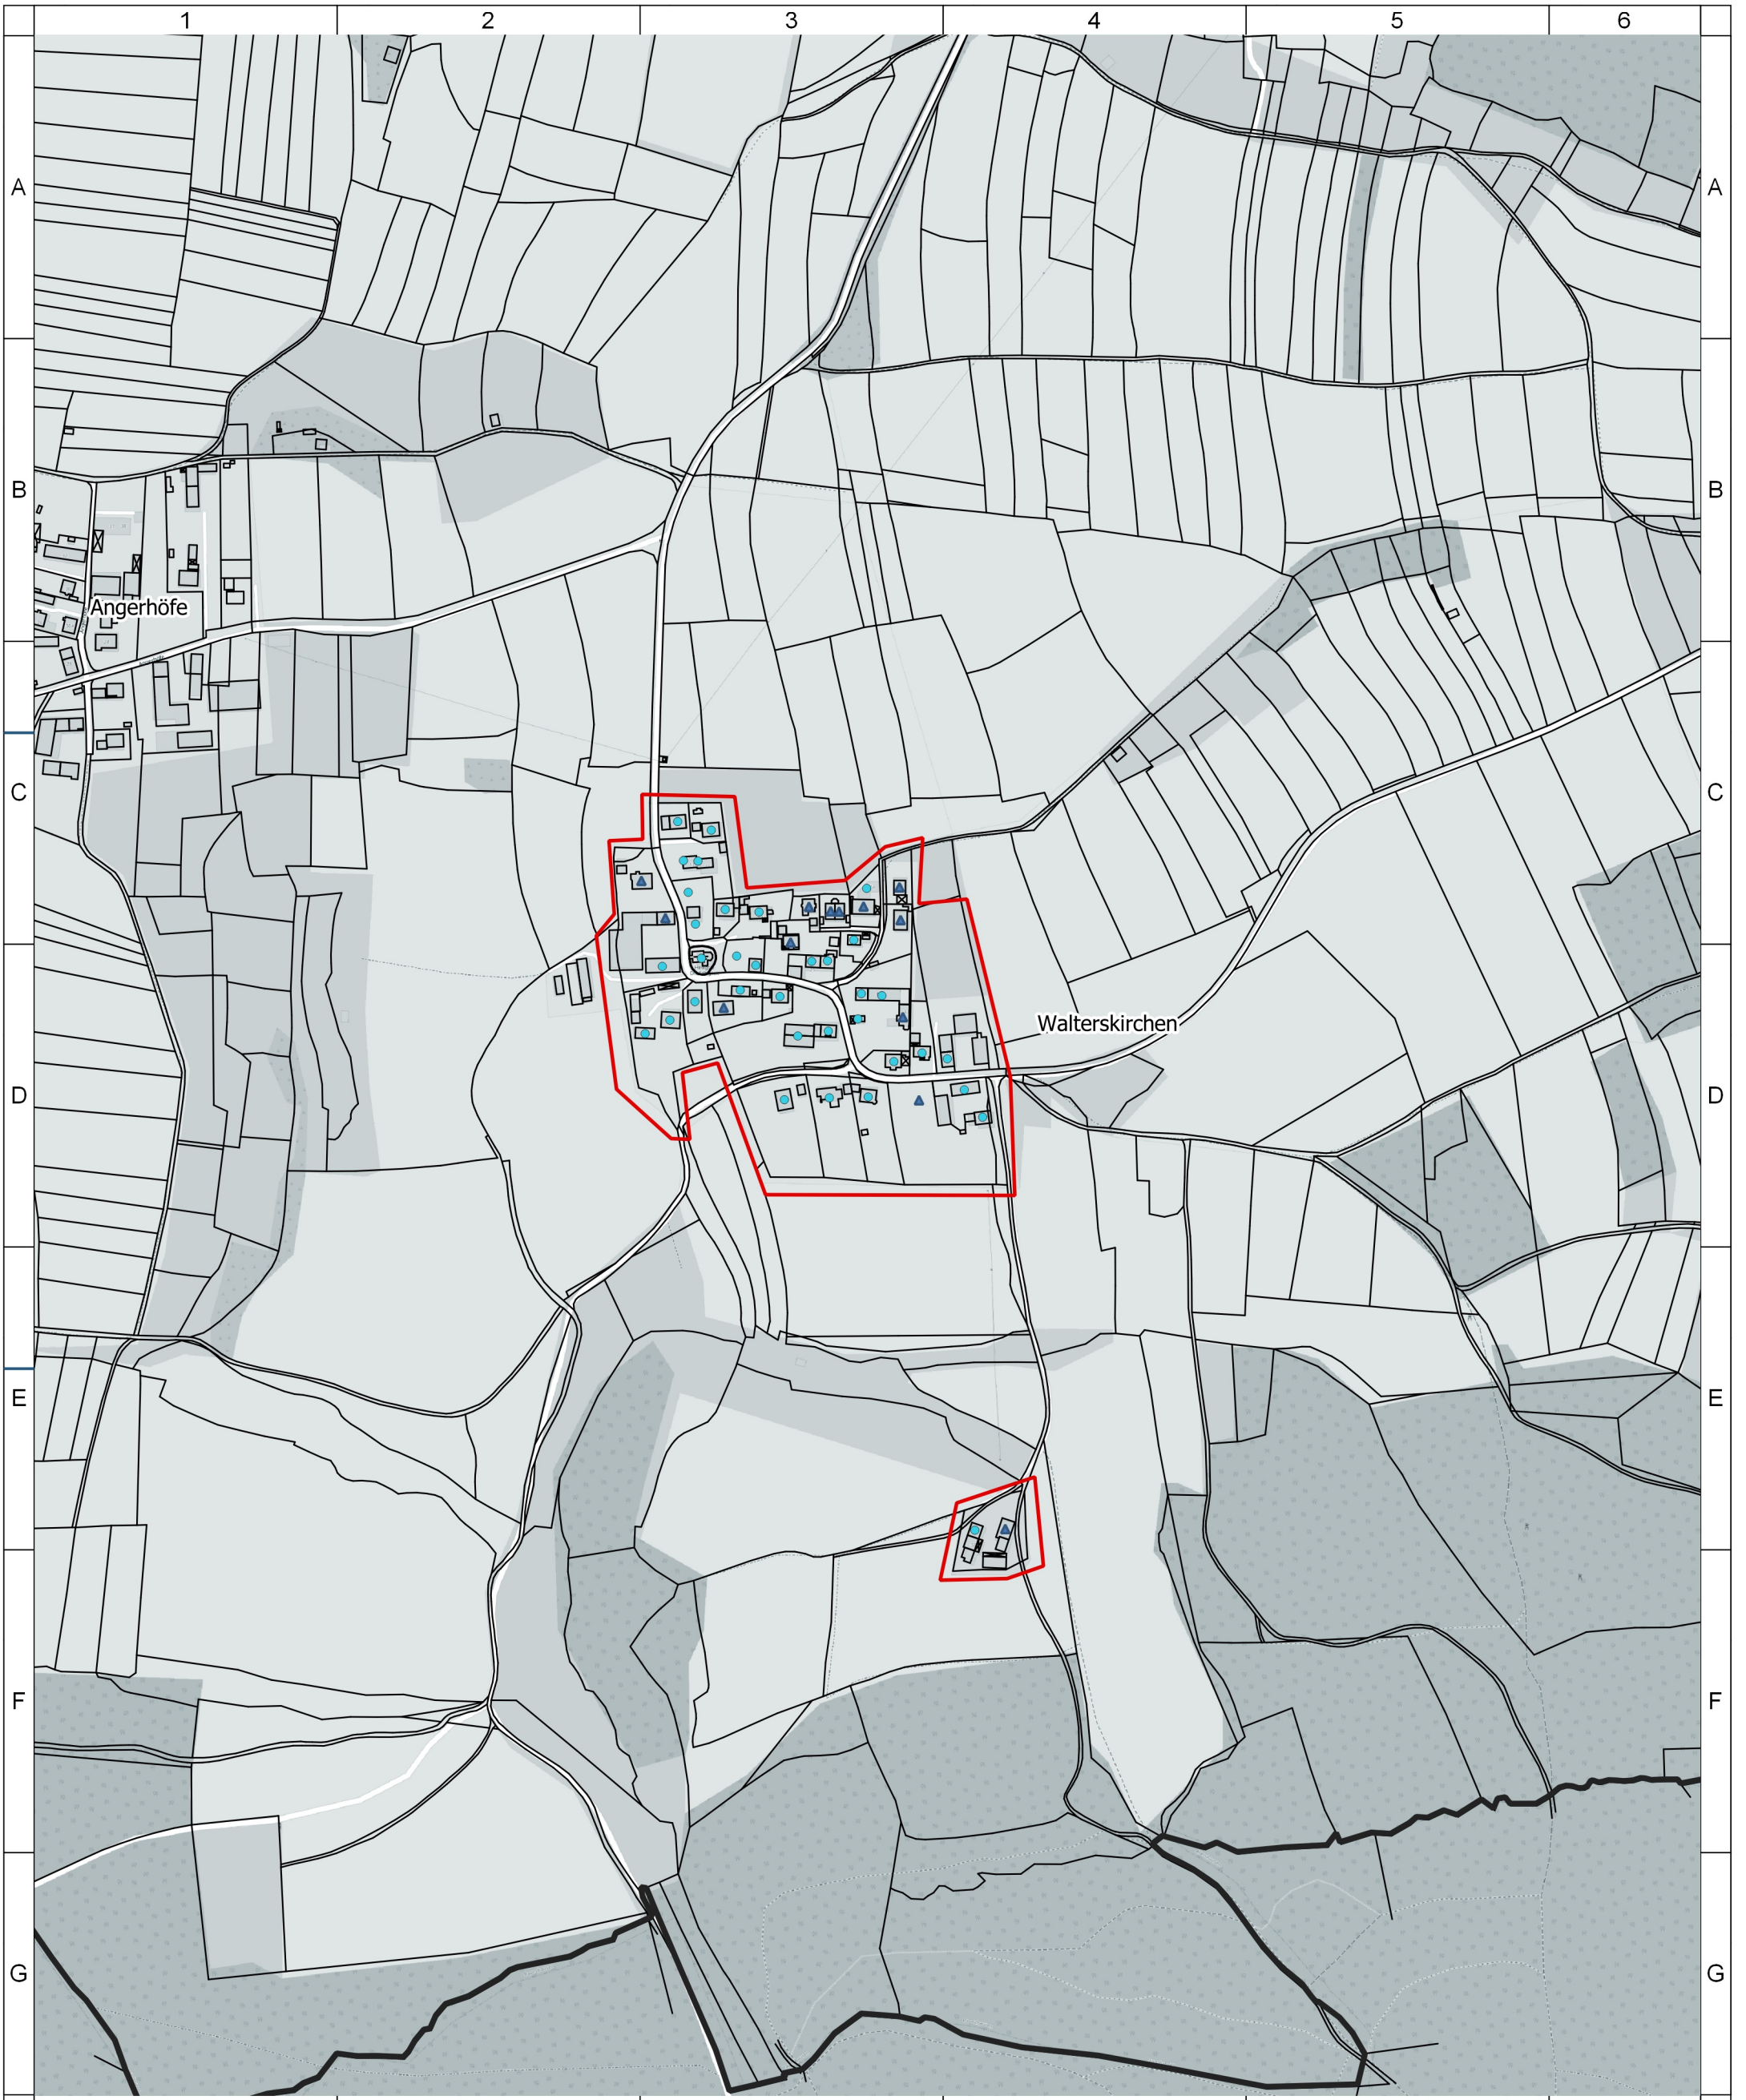 1 2 3 4 5 6
A A
B B
Angerhöfe
C C
Walterskirchen
D D
E E
F F
G G